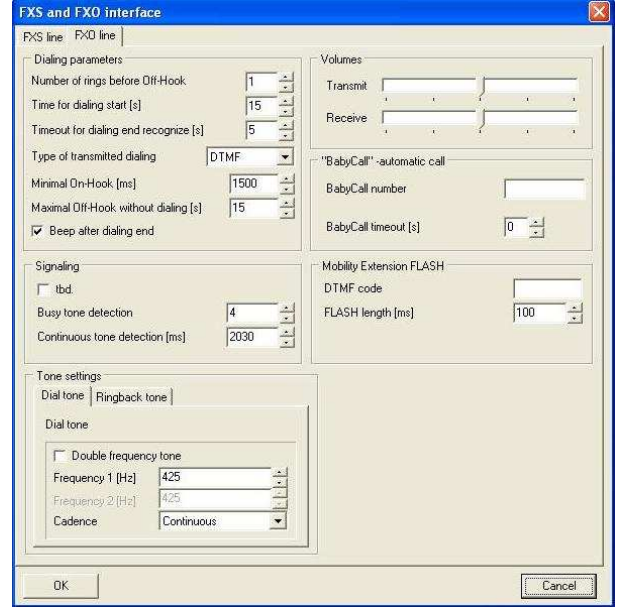 FXS and FXO interface
FXS line FXO line
Dialing parameters
Number of rings before Off-Hook 1
Time for dialing start [s] 15
Timeout for dialing end recognize [s] 5
Type of transmitted dialing DTMF
Minimal On-Hook [ms] 1500
Maximal Off-Hook without dialing [s] 15
Beep after dialing end
Volumes
Transmit
Receive
"BabyCall" -automatic call
BabyCall number
BabyCall timeout [s] 0
Signaling
tbd.
Busy tone detection 4
Continuous tone detection [ms] 2030
Mobility Extension FLASH
DTMF code
FLASH length [ms] 100
Tone settings
Dial tone Ringback tone
Dial tone
Double frequency tone
Frequency 1 [Hz] 425
Frequency 2 [Hz] 425
Cadence Continuous
OK Cancel